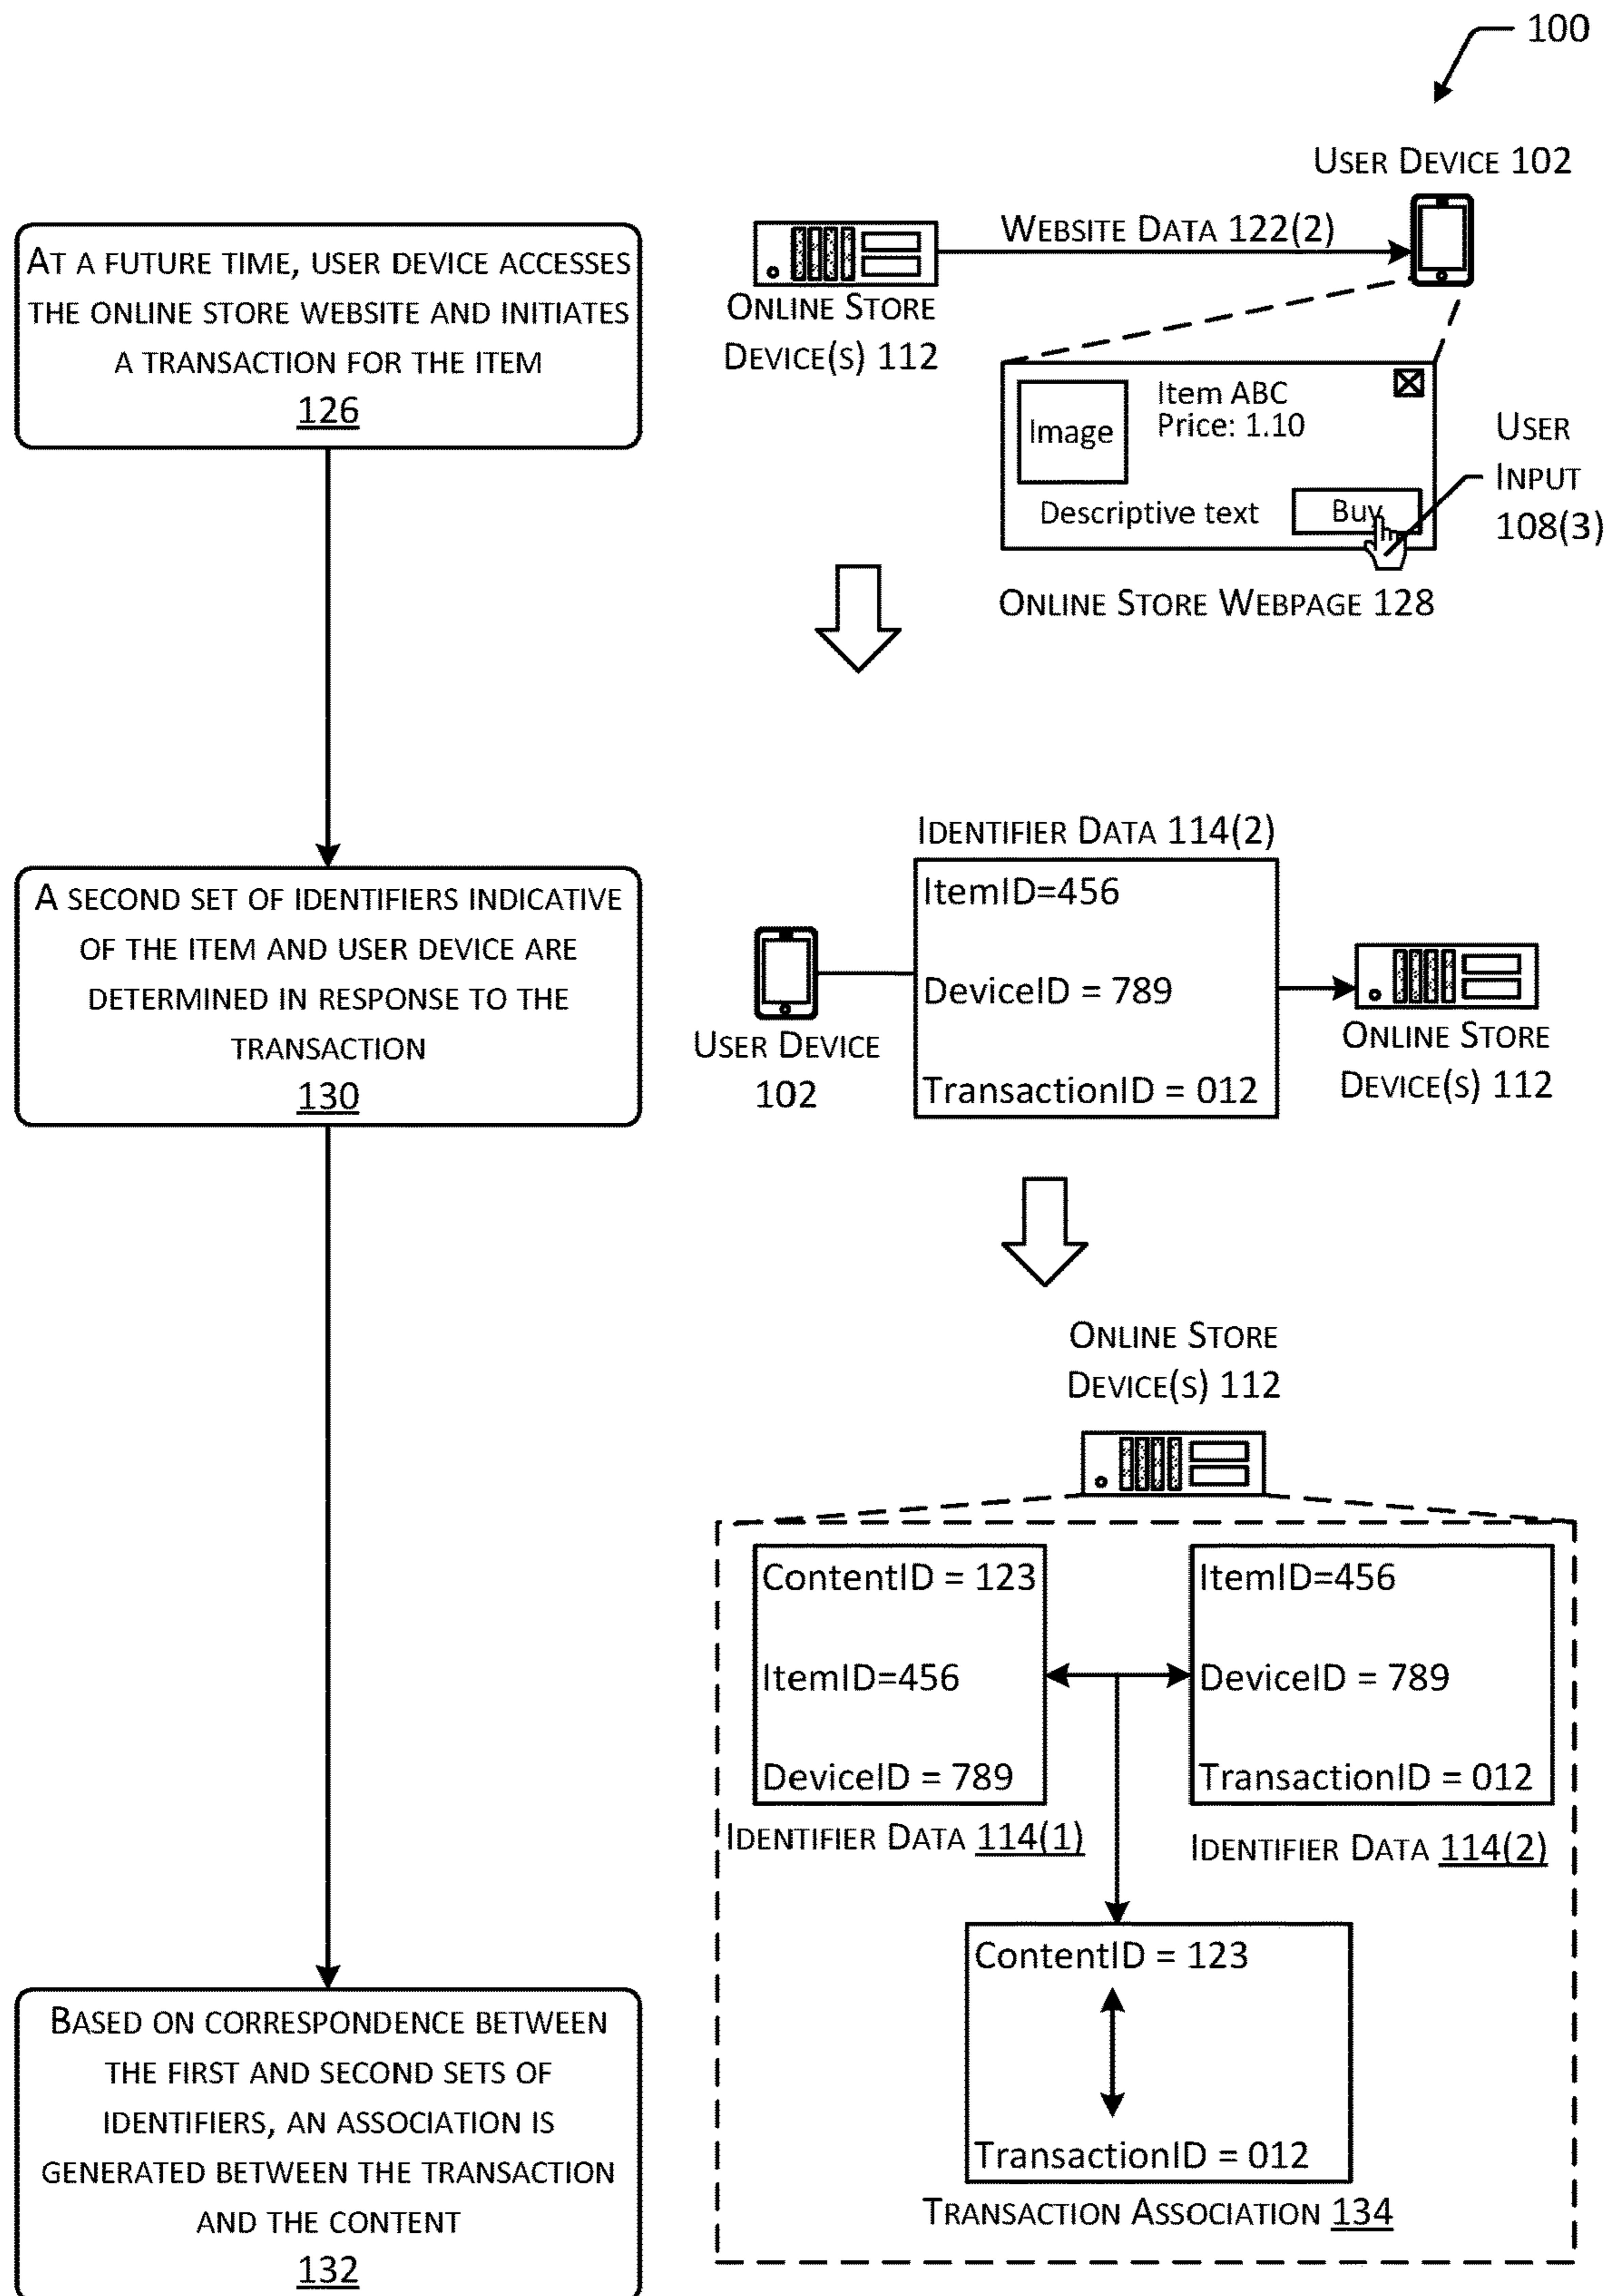 100
USER DEVICE 102
AT A FUTURE TIME, USER DEVICE ACCESSES
THE ONLINE STORE WEBSITE AND INITIATES
A TRANSACTION FOR THE ITEM
126
WEBSITE DATA 122(2)
ONLINE STORE
DEVICE(S) 112
Image
Item ABC
Price: 1.10
Descriptive text
Buy
USER
INPUT
108(3)
ONLINE STORE WEBPAGE 128
A SECOND SET OF IDENTIFIERS INDICATIVE
OF THE ITEM AND USER DEVICE ARE
DETERMINED IN RESPONSE TO THE
TRANSACTION
130
IDENTIFIER DATA 114(2)
ItemID=456
DeviceID = 789
TransactionID = 012
USER DEVICE
102
ONLINE STORE
DEVICE(S) 112
ONLINE STORE
DEVICE(S) 112
ContentID = 123
ItemID=456
DeviceID = 789
IDENTIFIER DATA 114(1)
ItemID=456
DeviceID = 789
TransactionID = 012
IDENTIFIER DATA 114(2)
ContentID = 123
TransactionID = 012
TRANSACTION ASSOCIATION 134
BASED ON CORRESPONDENCE BETWEEN
THE FIRST AND SECOND SETS OF
IDENTIFIERS, AN ASSOCIATION IS
GENERATED BETWEEN THE TRANSACTION
AND THE CONTENT
132